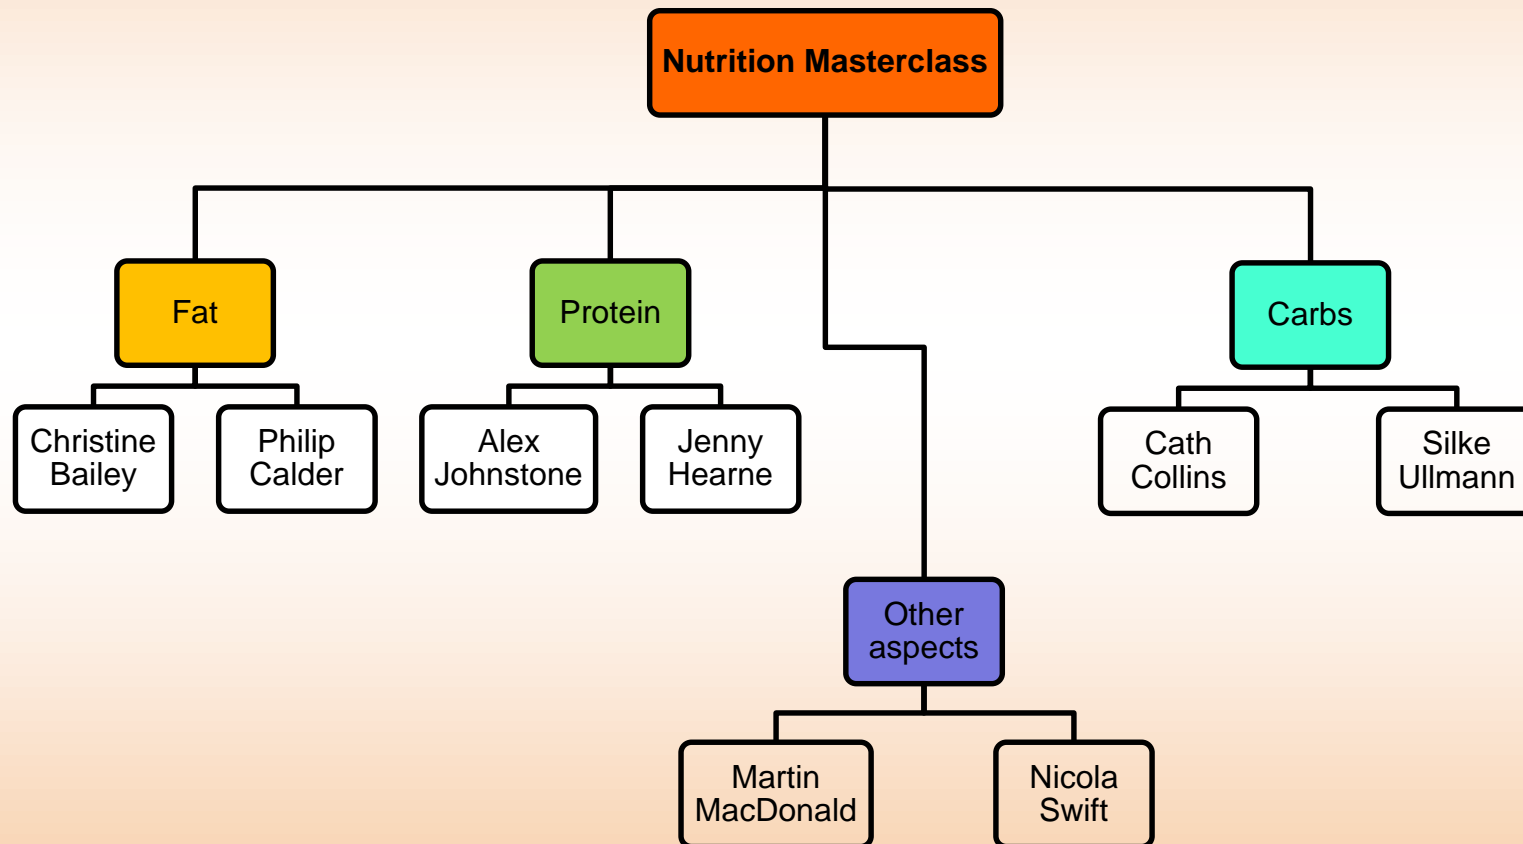 Nutrition Masterclass
Fat
Protein
Carbs
Christine
Bailey
Philip
Calder
Alex
Johnstone
Jenny
Hearne
Cath
Collins
Silke
Ullmann
Other
aspects
Martin
MacDonald
Nicola
Swift